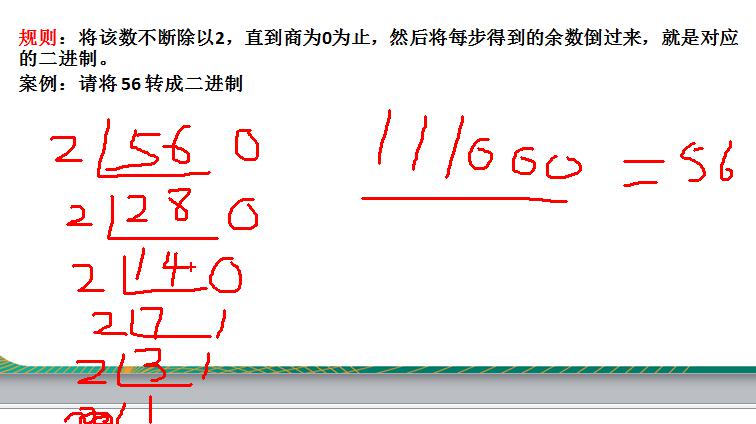 规则：将该数不断除以2，直到商为0为止，然后将每步得到的余数倒过来，就是对应
的二进制。
案例：请将 56 转成二进制
2 56 0
111000 = 56
2 28 0
2 14 0
2 7 1
2 3 1
1